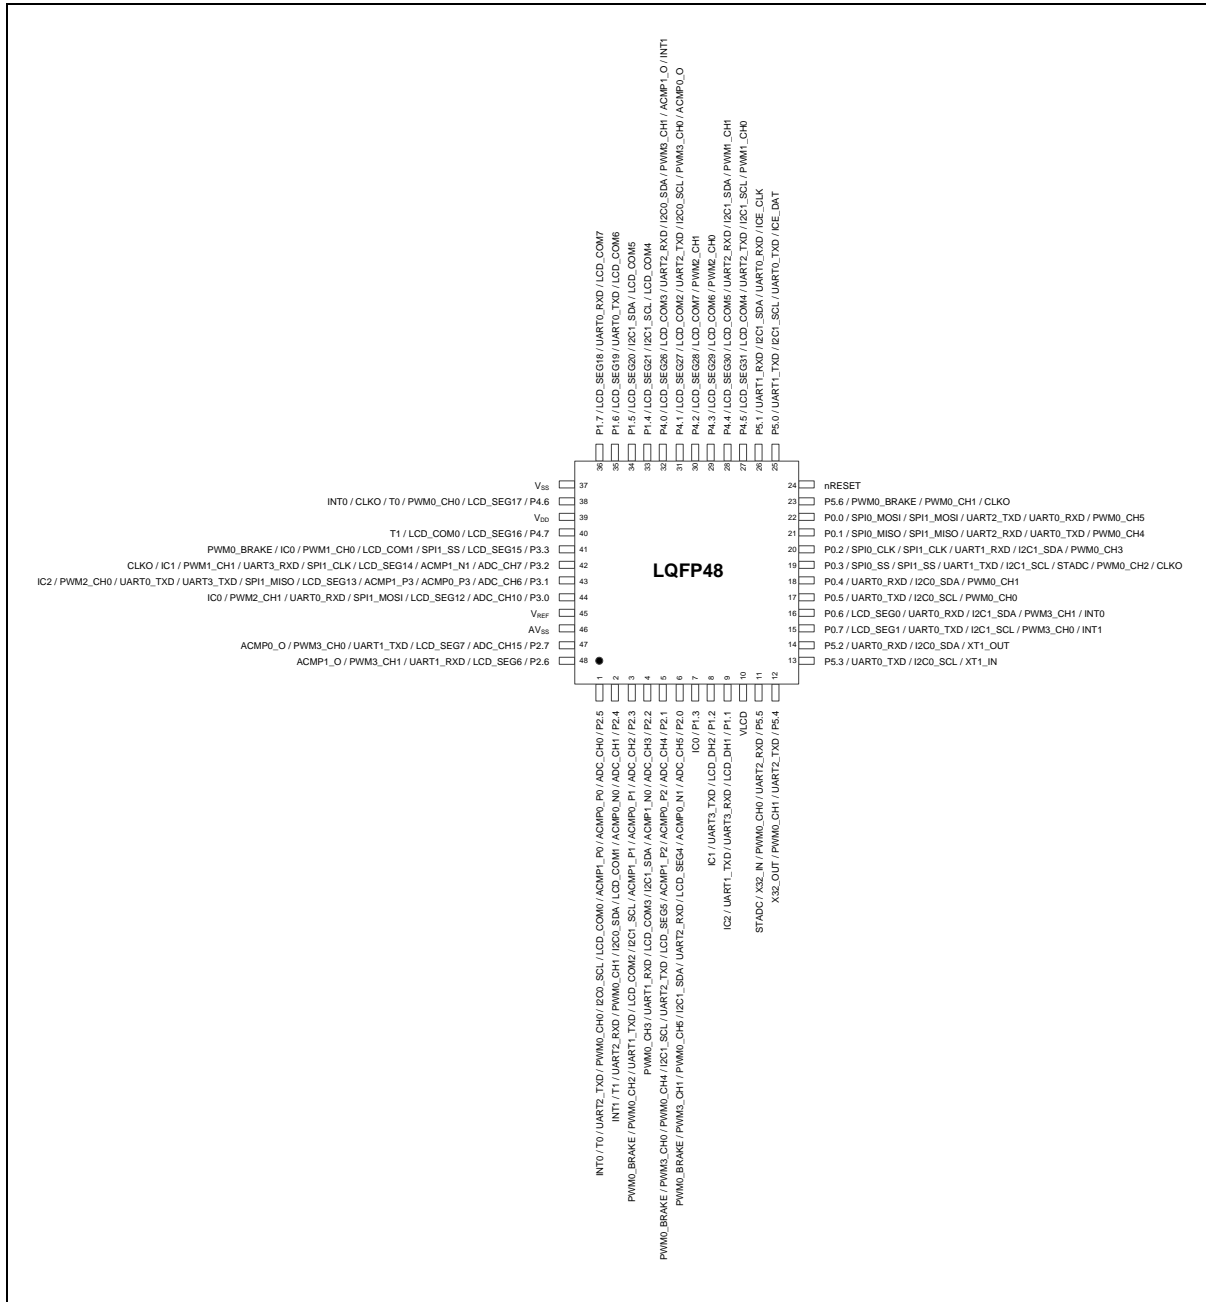 P1.7 / LCD_SEG18 / UART0_RXD / LCD_COM7
P1.6 / LCD_SEG19 / UART0_TXD / LCD_COM6
P1.5 / LCD_SEG20 / I2C1_SDA / LCD_COM5
P1.4 / LCD_SEG21 / I2C1_SCL / LCD_COM4
P4.0 / LCD_SEG26 / LCD_COM3 / UART2_RXD / I2C0_SDA / PWM3_CH1 / ACMP1_O / INT1
P4.1 / LCD_SEG27 / LCD_COM2 / UART2_TXD / I2C0_SCL / PWM3_CH0 / ACMP0_O
P4.2 / LCD_SEG28 / LCD_COM7 / PWM2_CH1
P4.3 / LCD_SEG29 / LCD_COM6 / PWM2_CH0
P4.4 / LCD_SEG30 / LCD_COM5 / UART2_RXD / I2C1_SDA / PWM1_CH1
P4.5 / LCD_SEG31 / LCD_COM4 / UART2_TXD / I2C1_SCL / PWM1_CH0
P5.1 / UART1_RXD / I2C1_SDA / UART0_RXD / ICE_CLK
P5.0 / UART1_TXD / I2C1_SCL / UART0_TXD / ICE_DAT
36 35 34 33 32 31 30 29 28 27 26 25
VSS 37
INT0 / CLKO / T0 / PWM0_CH0 / LCD_SEG17 / P4.6 38
VDD 39
T1 / LCD_COM0 / LCD_SEG16 / P4.7 40
PWM0_BRAKE / IC0 / PWM1_CH0 / LCD_COM1 / SPI1_SS / LCD_SEG15 / P3.3 41
CLKO / IC1 / PWM1_CH1 / UART3_RXD / SPI1_CLK / LCD_SEG14 / ACMP1_N1 / ADC_CH7 / P3.2 42
IC2 / PWM2_CH0 / UART0_TXD / UART3_TXD / SPI1_MISO / LCD_SEG13 / ACMP1_P3 / ACMP0_P3 / ADC_CH6 / P3.1 43
IC0 / PWM2_CH1 / UART0_RXD / SPI1_MOSI / LCD_SEG12 / ADC_CH10 / P3.0 44
VREF 45
AVSS 46
ACMP0_O / PWM3_CH0 / UART1_TXD / LCD_SEG7 / ADC_CH15 / P2.7 47
ACMP1_O / PWM3_CH1 / UART1_RXD / LCD_SEG6 / P2.6 48
LQFP48
24 nRESET
23 P5.6 / PWM0_BRAKE / PWM0_CH1 / CLKO
22 P0.0 / SPI0_MOSI / SPI1_MOSI / UART2_TXD / UART0_RXD / PWM0_CH5
21 P0.1 / SPI0_MISO / SPI1_MISO / UART2_RXD / UART0_TXD / PWM0_CH4
20 P0.2 / SPI0_CLK / SPI1_CLK / UART1_RXD / I2C1_SDA / PWM0_CH3
19 P0.3 / SPI0_SS / SPI1_SS / UART1_TXD / I2C1_SCL / STADC / PWM0_CH2 / CLKO
18 P0.4 / UART0_RXD / I2C0_SDA / PWM0_CH1
17 P0.5 / UART0_TXD / I2C0_SCL / PWM0_CH0
16 P0.6 / LCD_SEG0 / UART0_RXD / I2C1_SDA / PWM3_CH1 / INT0
15 P0.7 / LCD_SEG1 / UART0_TXD / I2C1_SCL / PWM3_CH0 / INT1
14 P5.2 / UART0_RXD / I2C0_SDA / XT1_OUT
13 P5.3 / UART0_TXD / I2C0_SCL / XT1_IN
1 2 3 4 5 6 7 8 9 10 11 12
INT0 / T0 / UART2_TXD / PWM0_CH0 / I2C0_SCL / LCD_COM0 / ACMP1_P0 / ACMP0_P0 / ADC_CH0 / P2.5
INT1 / T1 / UART2_RXD / PWM0_CH1 / I2C0_SDA / LCD_COM1 / ACMP0_N0 / ADC_CH1 / P2.4
PWM0_BRAKE / PWM0_CH2 / UART1_TXD / LCD_COM2 / I2C1_SCL / ACMP1_P1 / ACMP0_P1 / ADC_CH2 / P2.3
PWM0_CH3 / UART1_RXD / LCD_COM3 / I2C1_SDA / ACMP1_N0 / ADC_CH3 / P2.2
PWM0_BRAKE / PWM3_CH0 / PWM0_CH4 / I2C1_SCL / UART2_TXD / LCD_SEG5 / ACMP1_P2 / ACMP0_P2 / ADC_CH4 / P2.1
PWM0_BRAKE / PWM3_CH1 / PWM0_CH5 / I2C1_SDA / UART2_RXD / LCD_SEG4 / ACMP0_N1 / ADC_CH5 / P2.0
IC0 / P1.3
IC1 / UART3_TXD / LCD_DH2 / P1.2
IC2 / UART1_TXD / UART3_RXD / LCD_DH1 / P1.1
VLCD
STADC / X32_IN / PWM0_CH0 / UART2_RXD / P5.5
X32_OUT / PWM0_CH1 / UART2_TXD / P5.4